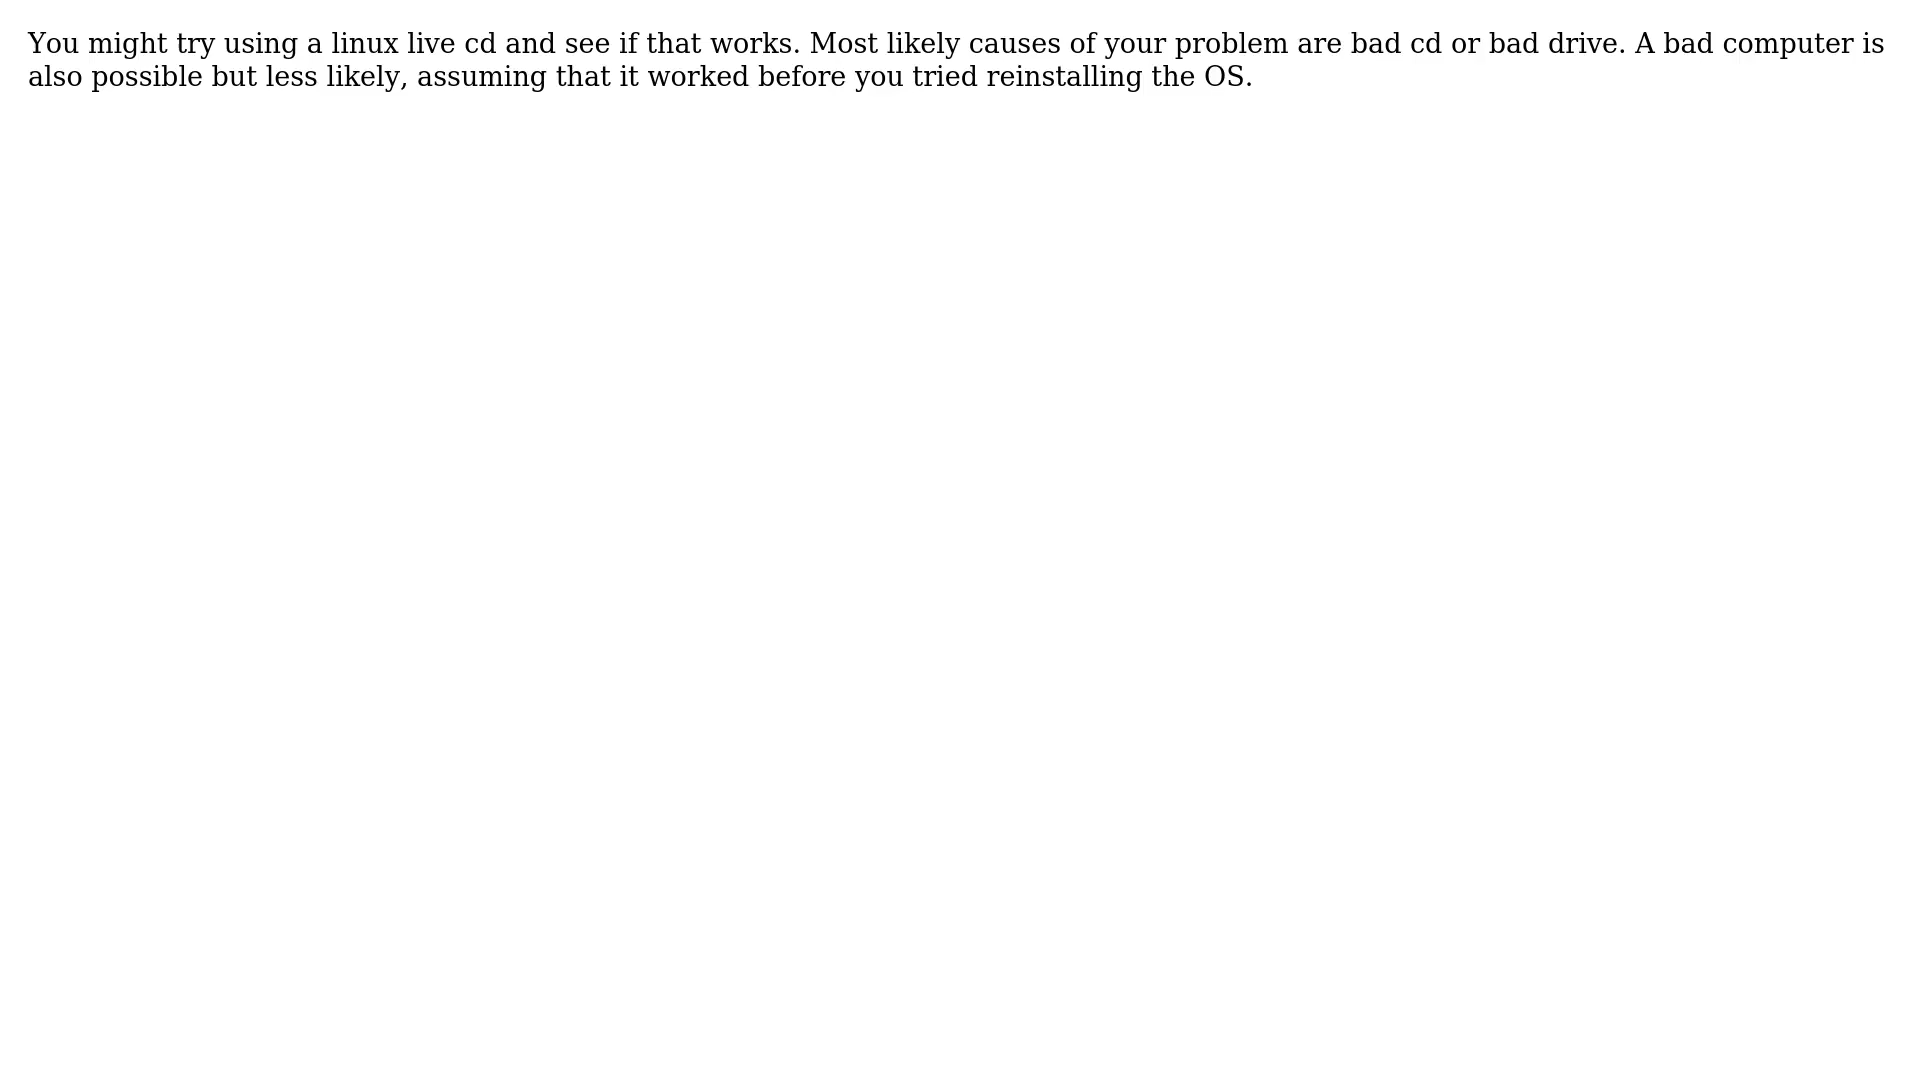 You might try using a linux live cd and see if that works. Most likely causes of your problem are bad cd or bad drive. A bad computer is
also possible but less likely, assuming that it worked before you tried reinstalling the OS.